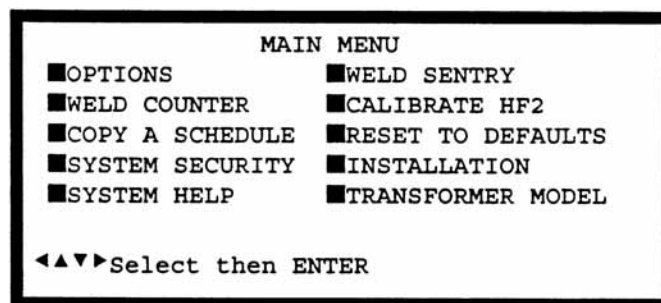 MAIN MENU
■OPTIONS ■WELD SENTRY
■WELD COUNTER ■CALIBRATE HF2
■COPY A SCHEDULE ■RESET TO DEFAULTS
■SYSTEM SECURITY ■INSTALLATION
■SYSTEM HELP ■TRANSFORMER MODEL
◀▲▼▶Select then ENTER